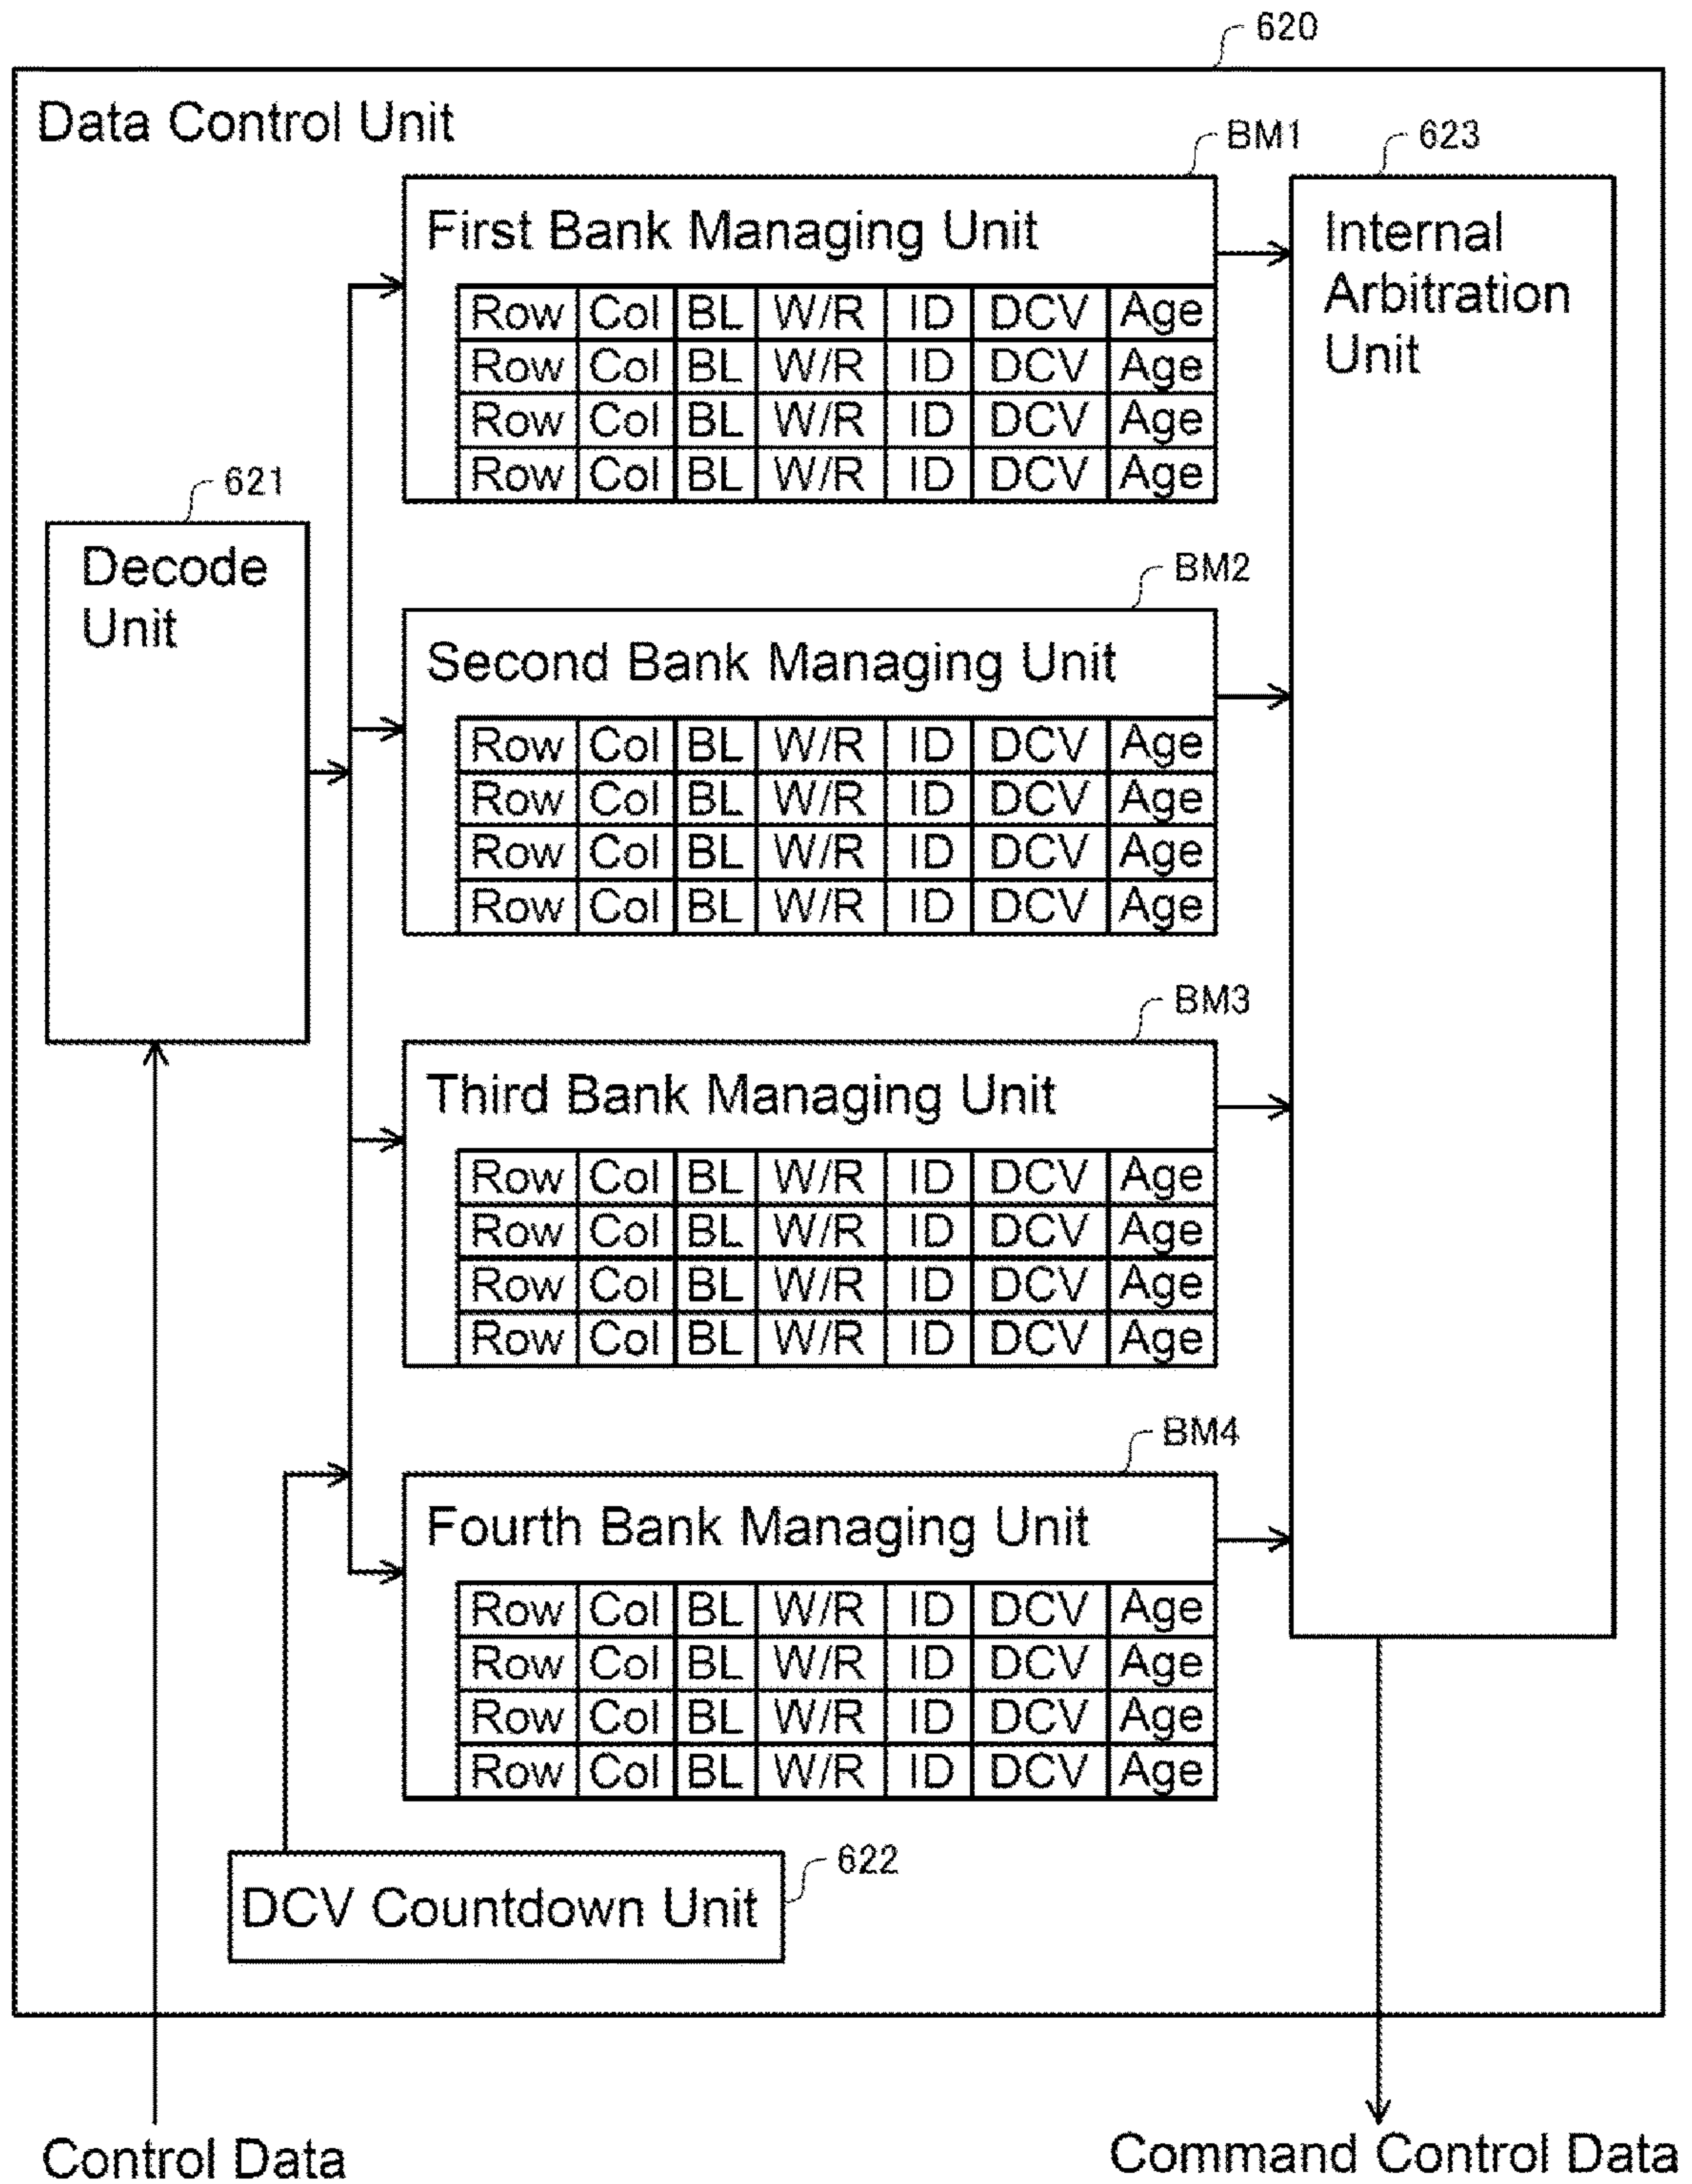 620
Data Control Unit
BM1
623
First Bank Managing Unit
Internal
Arbitration
Unit
Row Col BL W/R ID DCV Age
Row Col BL W/R ID DCV Age
Row Col BL W/R ID DCV Age
Row Col BL W/R ID DCV Age
621
Decode
Unit
BM2
Second Bank Managing Unit
Row Col BL W/R ID DCV Age
Row Col BL W/R ID DCV Age
Row Col BL W/R ID DCV Age
Row Col BL W/R ID DCV Age
BM3
Third Bank Managing Unit
Row Col BL W/R ID DCV Age
Row Col BL W/R ID DCV Age
Row Col BL W/R ID DCV Age
Row Col BL W/R ID DCV Age
BM4
Fourth Bank Managing Unit
Row Col BL W/R ID DCV Age
Row Col BL W/R ID DCV Age
Row Col BL W/R ID DCV Age
Row Col BL W/R ID DCV Age
622
DCV Countdown Unit
Control Data
Command Control Data